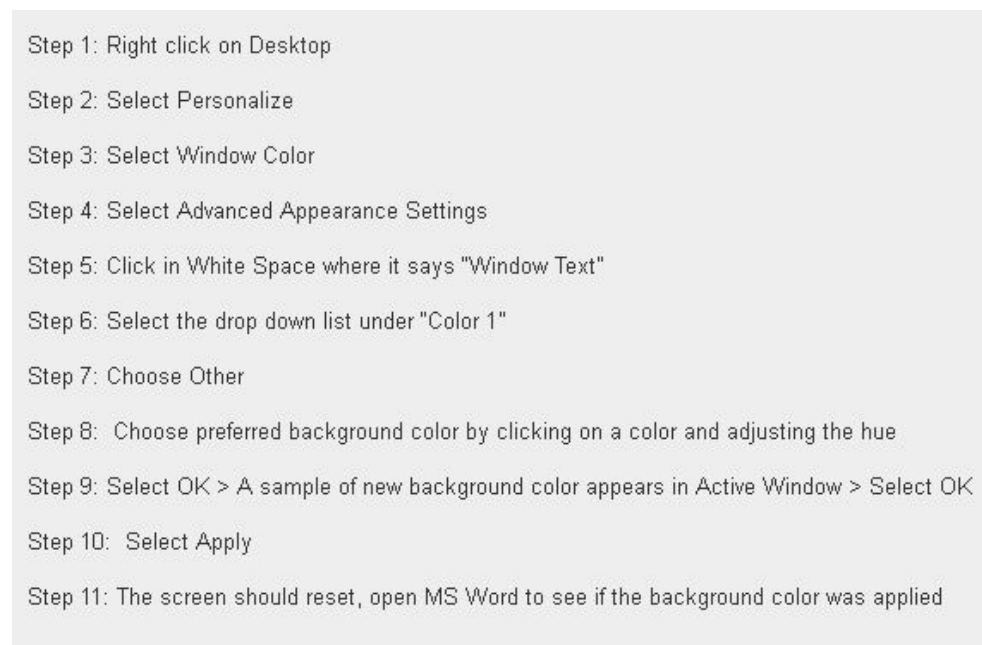 Step 1: Right click on Desktop
Step 2: Select Personalize
Step 3: Select Window Color
Step 4: Select Advanced Appearance Settings
Step 5: Click in White Space where it says "Window Text"
Step 6: Select the drop down list under "Color 1"
Step 7: Choose Other
Step 8:  Choose preferred background color by clicking on a color and adjusting the hue
Step 9: Select OK > A sample of new background color appears in Active Window > Select OK
Step 10:  Select Apply
Step 11: The screen should reset, open MS Word to see if the background color was applied